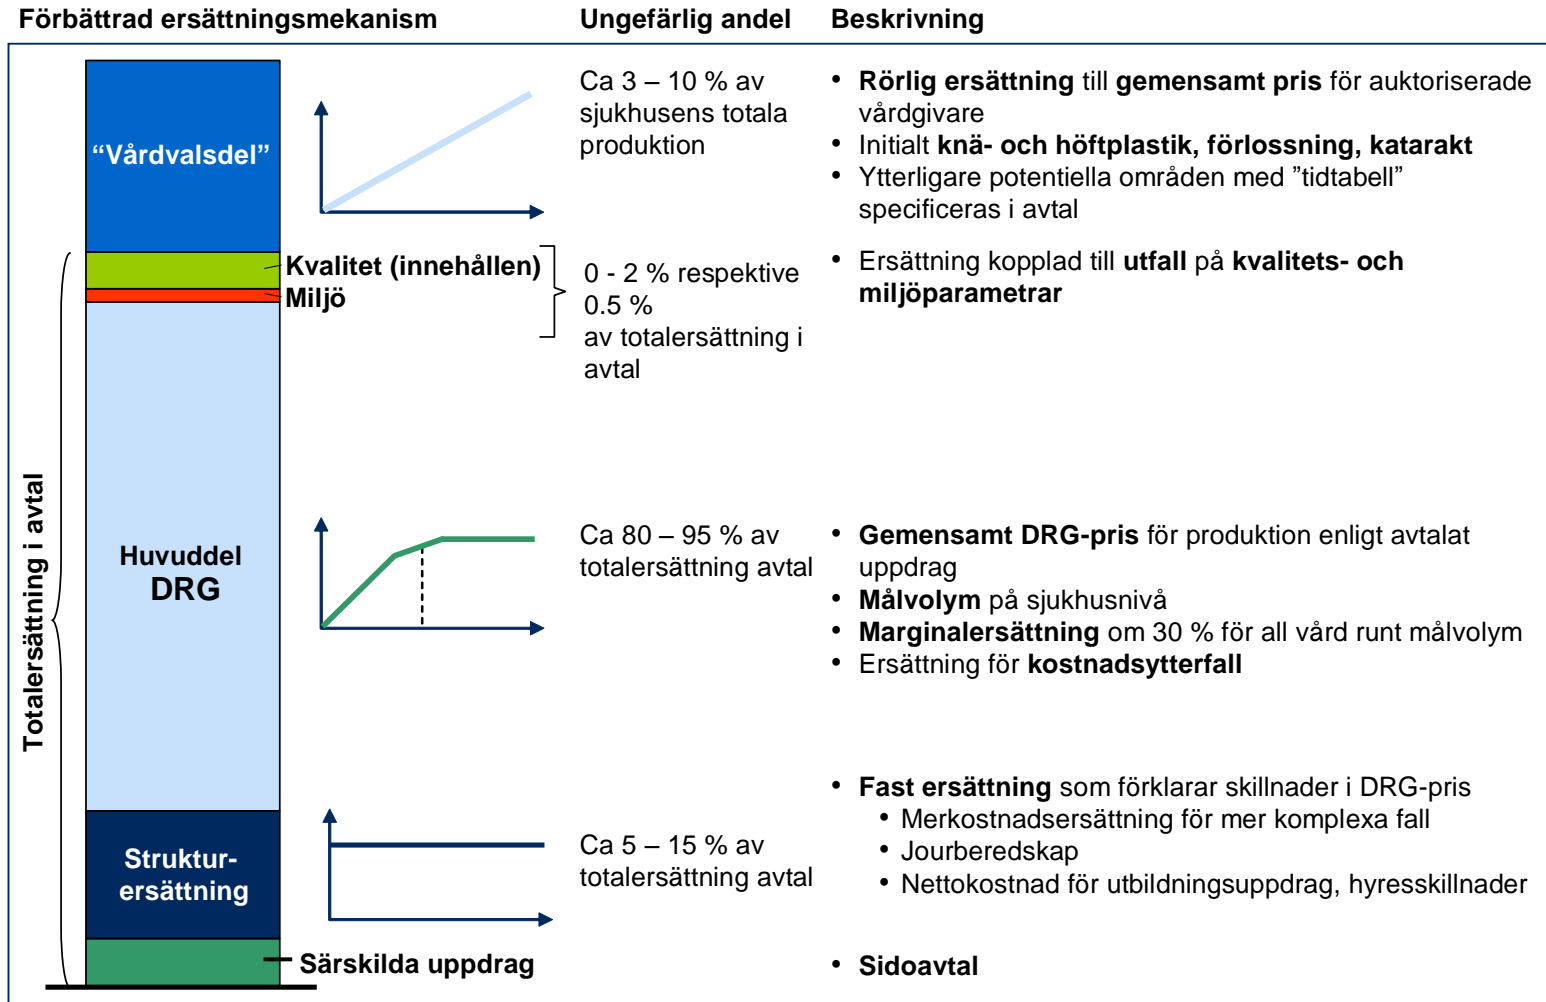 Förbättrad ersättningsmekanism
Ungefärlig andel
Beskrivning
“Vårdvalsdel”
Ca 3 – 10 % av
sjukhusens totala
produktion
• Rörlig ersättning till gemensamt pris för auktoriserade
vårdgivare
• Initialt knä- och höftplastik, förlossning, katarakt
• Ytterligare potentiella områden med ”tidtabell”
specificeras i avtal
Totalersättning i avtal
Kvalitet (innehållen)
Miljö
0 - 2 % respektive
0.5 %
av totalersättning i
avtal
• Ersättning kopplad till utfall på kvalitets- och
miljöparametrar
Huvuddel
DRG
Ca 80 – 95 % av
totalersättning avtal
• Gemensamt DRG-pris för produktion enligt avtalat
uppdrag
• Målvolym på sjukhusnivå
• Marginalersättning om 30 % för all vård runt målvolym
• Ersättning för kostnadsytterfall
Struktur-
ersättning
Ca 5 – 15 % av
totalersättning avtal
• Fast ersättning som förklarar skillnader i DRG-pris
• Merkostnadsersättning för mer komplexa fall
• Jourberedskap
• Nettokostnad för utbildningsuppdrag, hyresskillnader
Särskilda uppdrag
• Sidoavtal